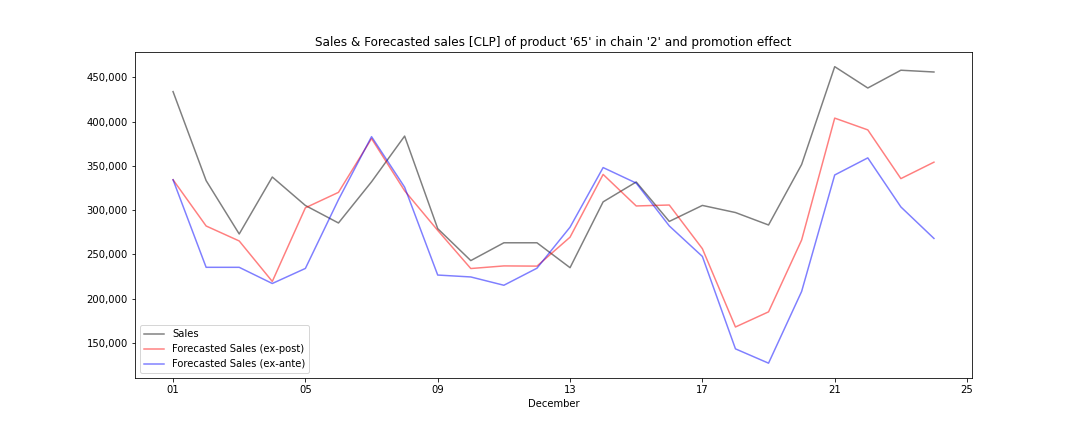 Sales & Forecasted sales [CLP] of product '65' in chain '2' and promotion effect
450,000
400,000
350,000
300,000
250,000
200,000
150,000
Sales
Forecasted Sales (ex-post)
Forecasted Sales (ex-ante)
01 05 09 13 17 21 25
December